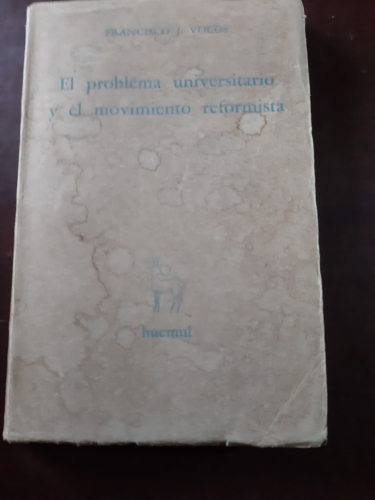 FRANCISCO J. VOCOS
El problema universitario
y el movimiento reformista
huemul